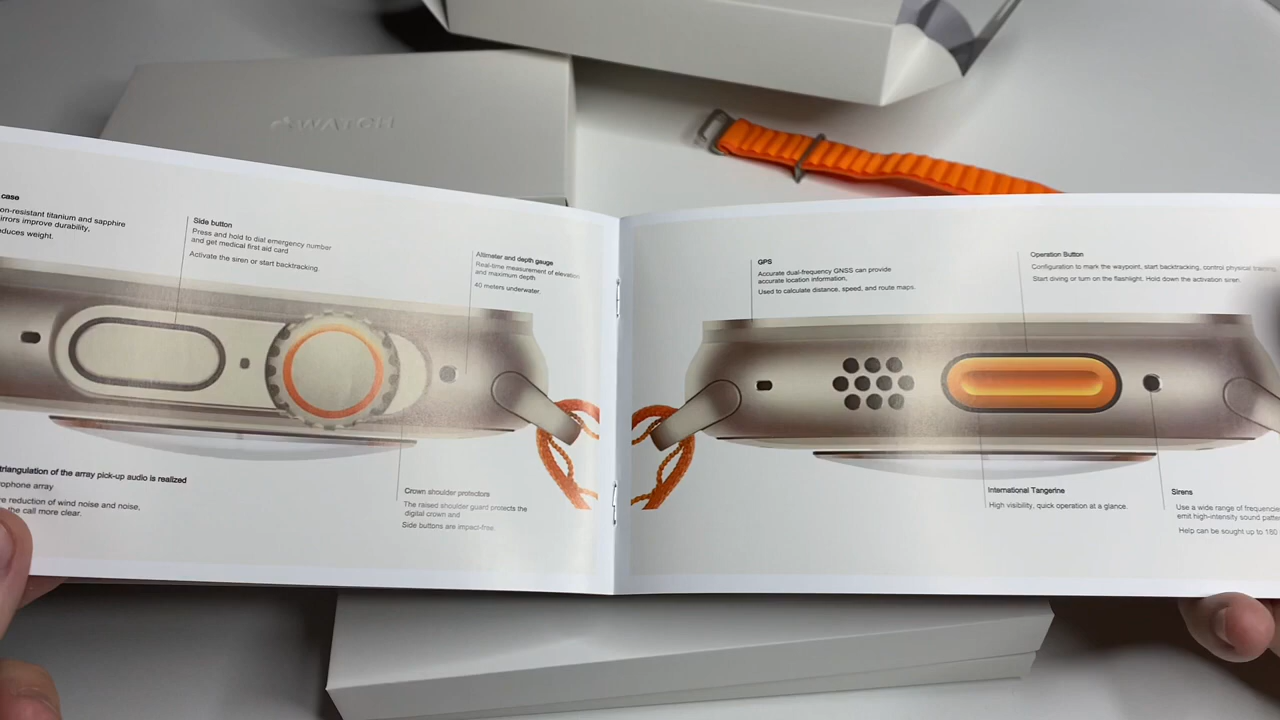 WATCH
case
on-resistant titanium and sapphire
irrors improve durability,
educes weight.
Side button
Press and hold to dial emergency number
and get medical first aid card
Activate the siren or start backtracking.
Altimeter and depth gauge
Real-time measurement of elevation
and maximum depth.
40 meters underwater.
triangulation of the array pick-up audio is realized
rophone array
re reduction of wind noise and noise,
the call more clear.
Crown shoulder protectors
The raised shoulder guard protects the
digital crown and
Side buttons are impact-free.
GPS
Accurate dual-frequency GNSS can provide
accurate location information,
Used to calculate distance, speed, and route maps.
Operation Button
Configuration to mark the waypoint, start backtracking, control physical training,
Start diving or turn on the flashlight. Hold down the activation siren.
International Tangerine
High visibility, quick operation at a glance.
Sirens
Use a wide range of frequencies
emit high-intensity sound patte
Help can be sought up to 180